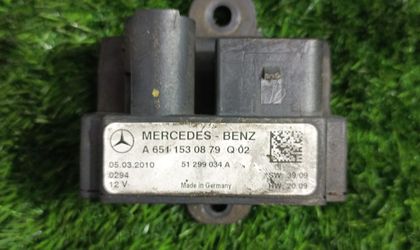 MERCEDES - BENZ
A 651 153 08 79 Q 02
05.03.2010 51 299 034 A
0294
12 V Made in Germany
SW: 39.09
HW: 20.09